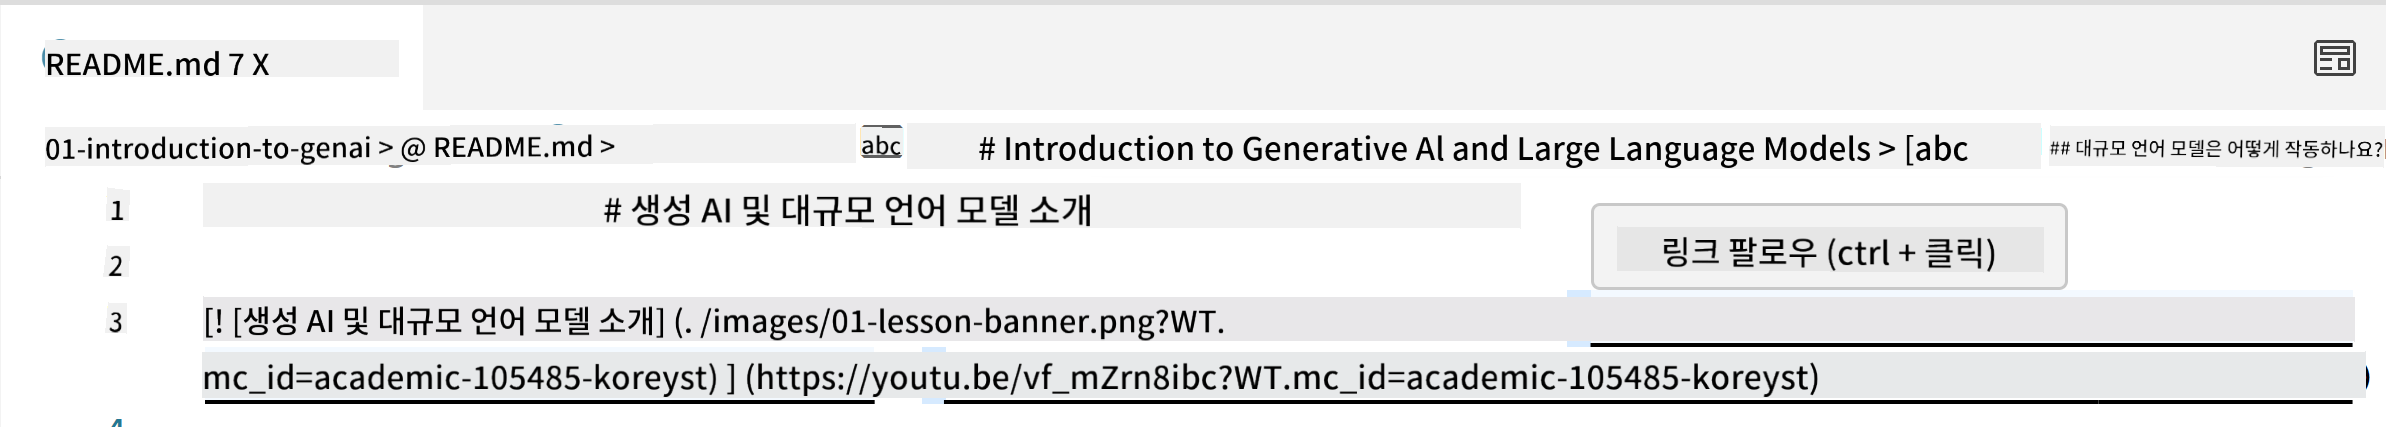 README.md 7 X
01-introduction-to-genai > @ README.md > abc # Introduction to Generative Al and Large Language Models > [abc ## 대규모 언어 모델은 어떻게 작동하나요?
1 # 생성 AI 및 대규모 언어 모델 소개
링크 팔로우 (ctrl + 클릭)
2
3 [! [생성 AI 및 대규모 언어 모델 소개] (. /images/01-lesson-banner.png?WT.
mc_id=academic-105485-koreyst) ] (https://youtu.be/vf_mZrn8ibc?WT.mc_id=academic-105485-koreyst)